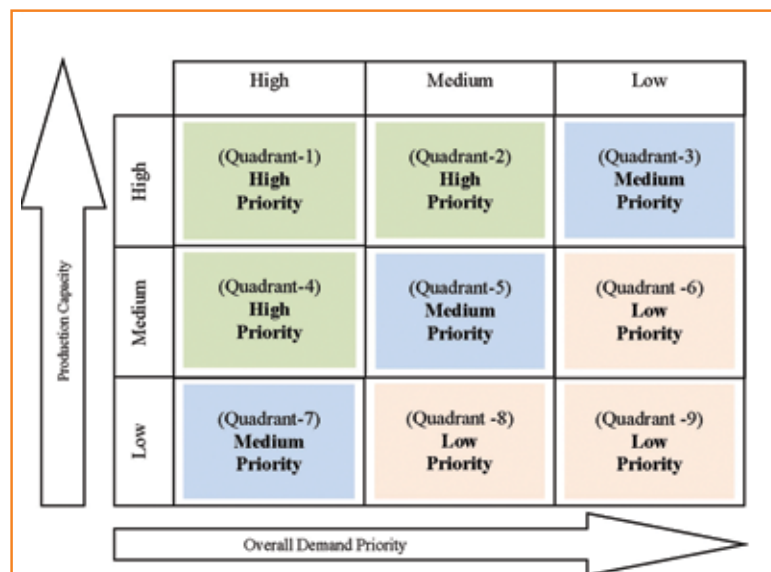 High
Medium
Low
High
(Quadrant-1)
High
Priority
(Quadrant-2)
High
Priority
(Quadrant-3)
Medium
Priority
Production Capacity
Medium
(Quadrant-4)
High
Priority
(Quadrant-5)
Medium
Priority
(Quadrant -6)
Low
Priority
Low
(Quadrant-7)
Medium
Priority
(Quadrant -8)
Low
Priority
(Quadrant -9)
Low
Priority
Overall Demand Priority